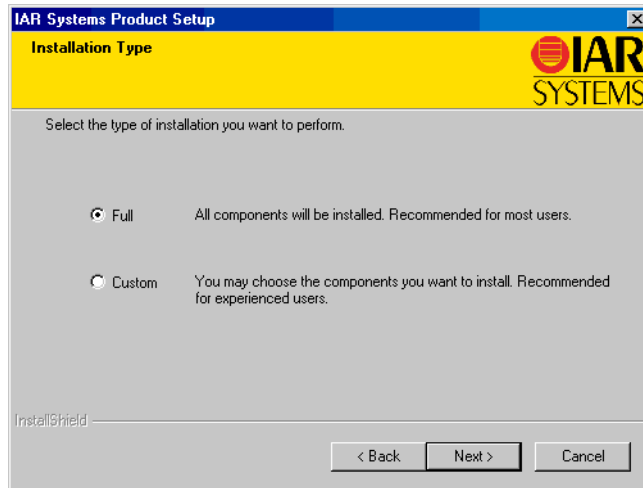 IAR Systems Product Setup
Installation Type
IAR
SYSTEMS
Select the type of installation you want to perform.
Full
All components will be installed. Recommended for most users.
Custom
You may choose the components you want to install. Recommended
for experienced users.
InstallShield
< Back
Next >
Cancel